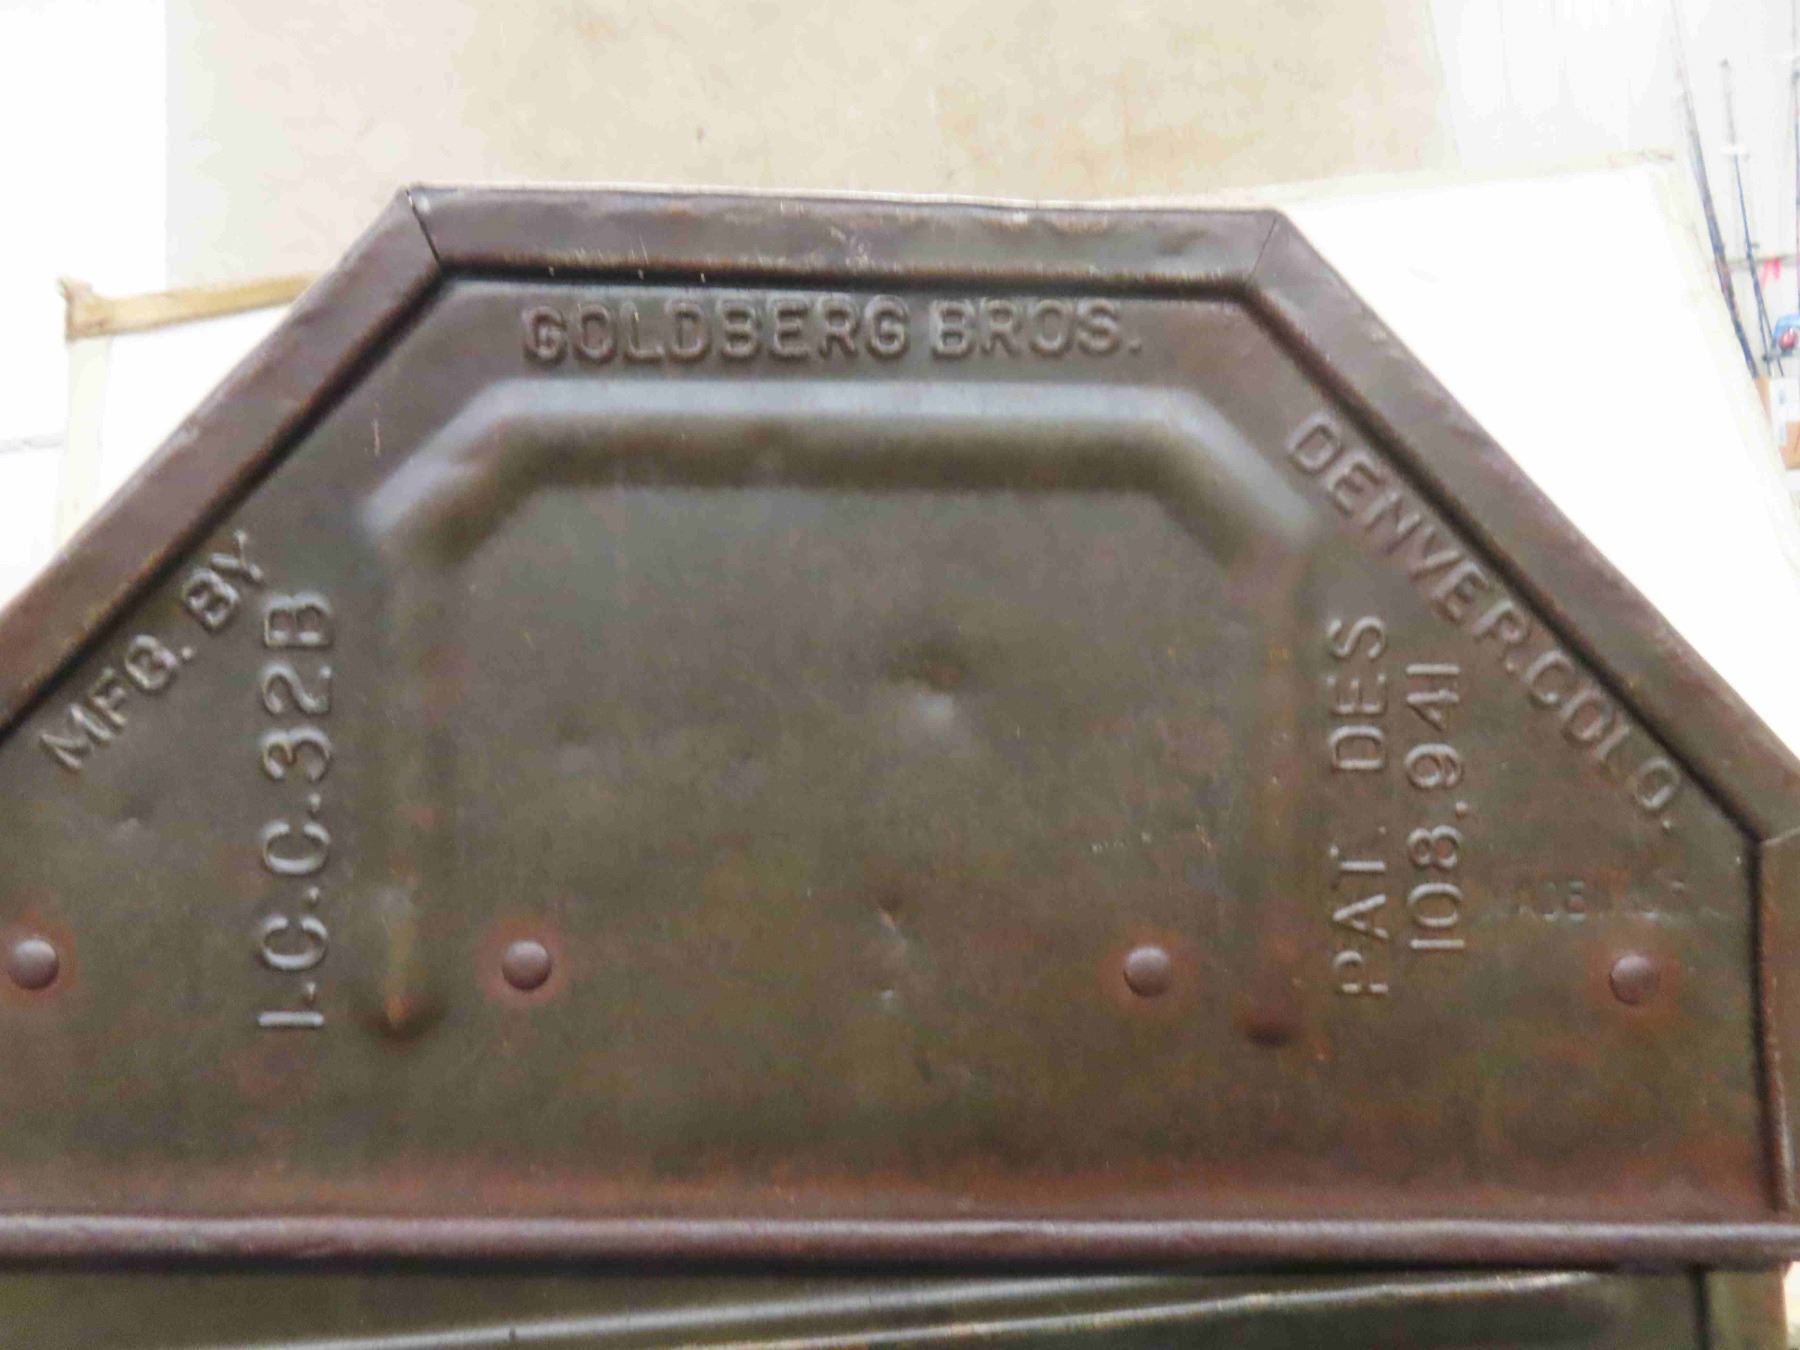 MFG. BY
GOLDBERG BROS.
DENVER.COLO.
I.C.C.32B
PAT. DES
108,941